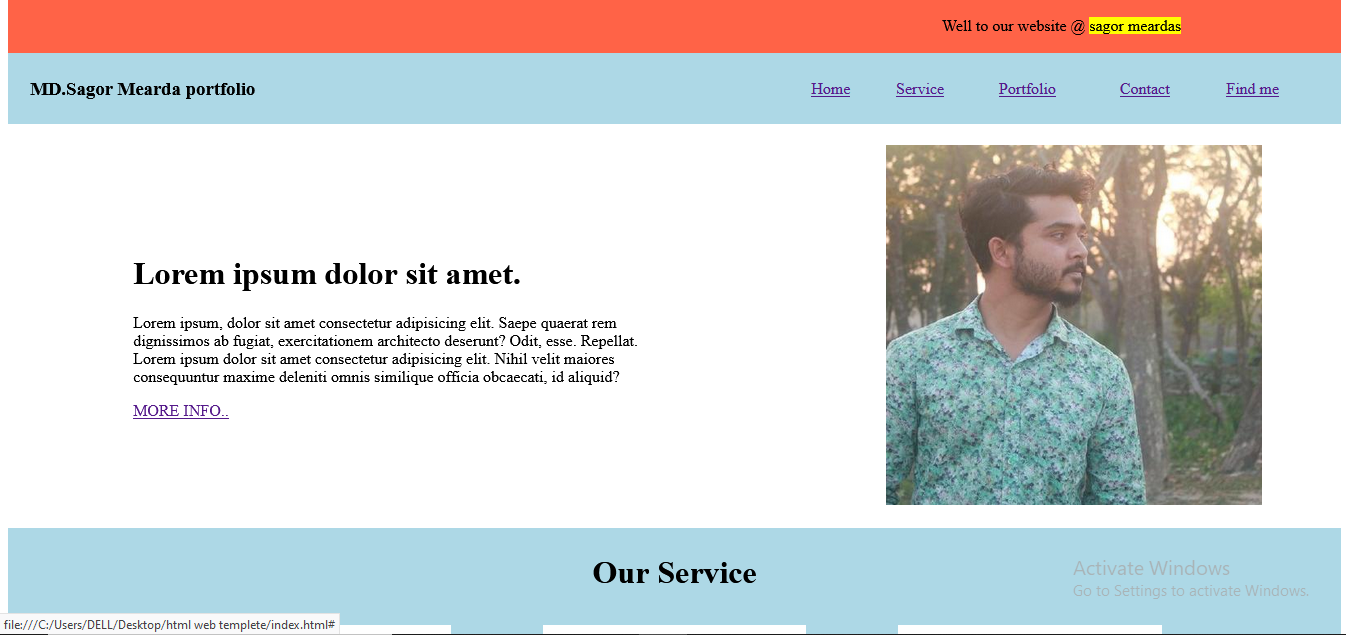 Well to our website @ sagor meardas
MD.Sagor Mearda portfolio
Home Service Portfolio Contact Find me
Lorem ipsum dolor sit amet.
Lorem ipsum, dolor sit amet consectetur adipisicing elit. Saepe quaerat rem
dignissimos ab fugiat, exercitationem architecto deserunt? Odit, esse. Repellat.
Lorem ipsum dolor sit amet consectetur adipisicing elit. Nihil velit maiores
consequuntur maxime deleniti omnis similique officia obcaecati, id aliquid?
MORE INFO..
Our Service
Activate Windows
Go to Settings to activate Windows.
file:///C:/Users/DELL/Desktop/html web templete/index.html#